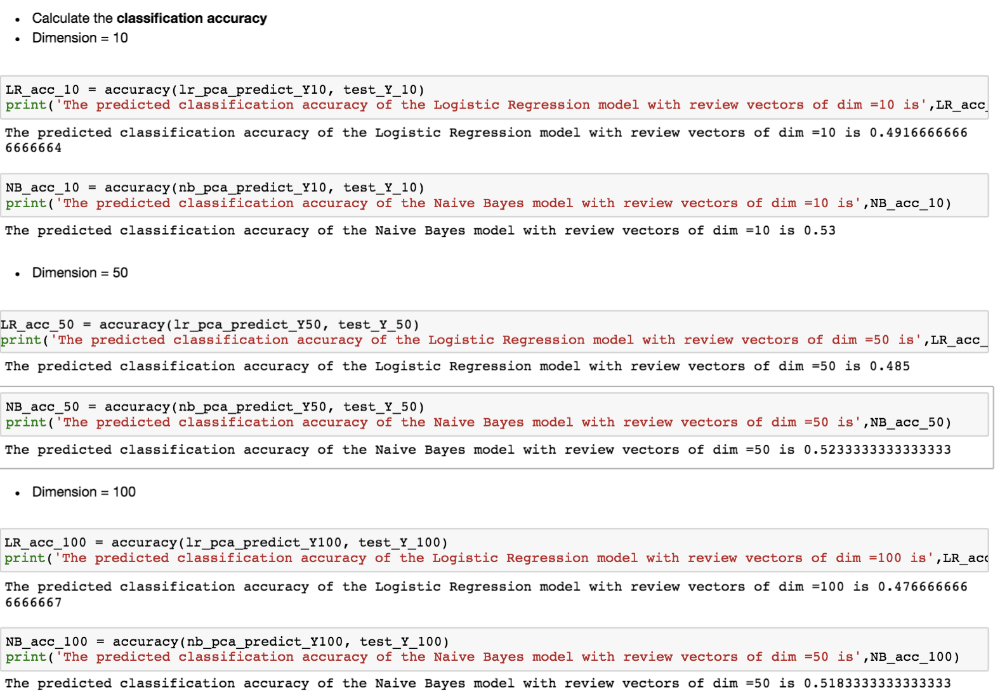 • Calculate the classification accuracy
• Dimension = 10
LR_acc_10 = accuracy(lr_pca_predict_Y10, test_Y_10)
print('The predicted classification accuracy of the Logistic Regression model with review vectors of dim =10 is',LR_acc_
The predicted classification accuracy of the Logistic Regression model with review vectors of dim =10 is 0.4916666666
6666664
NB_acc_10 = accuracy(nb_pca_predict_Y10, test_Y_10)
print('The predicted classification accuracy of the Naive Bayes model with review vectors of dim =10 is',NB_acc_10)
The predicted classification accuracy of the Naive Bayes model with review vectors of dim =10 is 0.53
• Dimension = 50
LR_acc_50 = accuracy(lr_pca_predict_Y50, test_Y_50)
print('The predicted classification accuracy of the Logistic Regression model with review vectors of dim =50 is',LR_acc_
The predicted classification accuracy of the Logistic Regression model with review vectors of dim =50 is 0.485
NB_acc_50 = accuracy(nb_pca_predict_Y50, test_Y_50)
print('The predicted classification accuracy of the Naive Bayes model with review vectors of dim =50 is',NB_acc_50)
The predicted classification accuracy of the Naive Bayes model with review vectors of dim =50 is 0.5233333333333333
• Dimension = 100
LR_acc_100 = accuracy(lr_pca_predict_Y100, test_Y_100)
print('The predicted classification accuracy of the Logistic Regression model with review vectors of dim =100 is',LR_acc
The predicted classification accuracy of the Logistic Regression model with review vectors of dim =100 is 0.476666666
6666667
NB_acc_100 = accuracy(nb_pca_predict_Y100, test_Y_100)
print('The predicted classification accuracy of the Naive Bayes model with review vectors of dim =50 is',NB_acc_100)
The predicted classification accuracy of the Naive Bayes model with review vectors of dim =50 is 0.5183333333333333